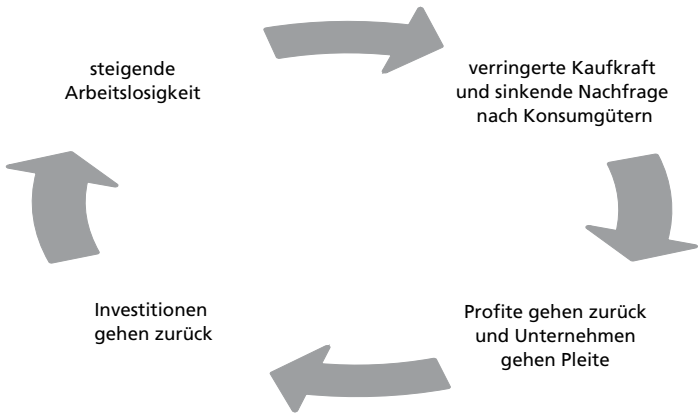 steigende
Arbeitslosigkeit
verringerte Kaufkraft
und sinkende Nachfrage
nach Konsumgütern
Profite gehen zurück
und Unternehmen
gehen Pleite
Investitionen
gehen zurück